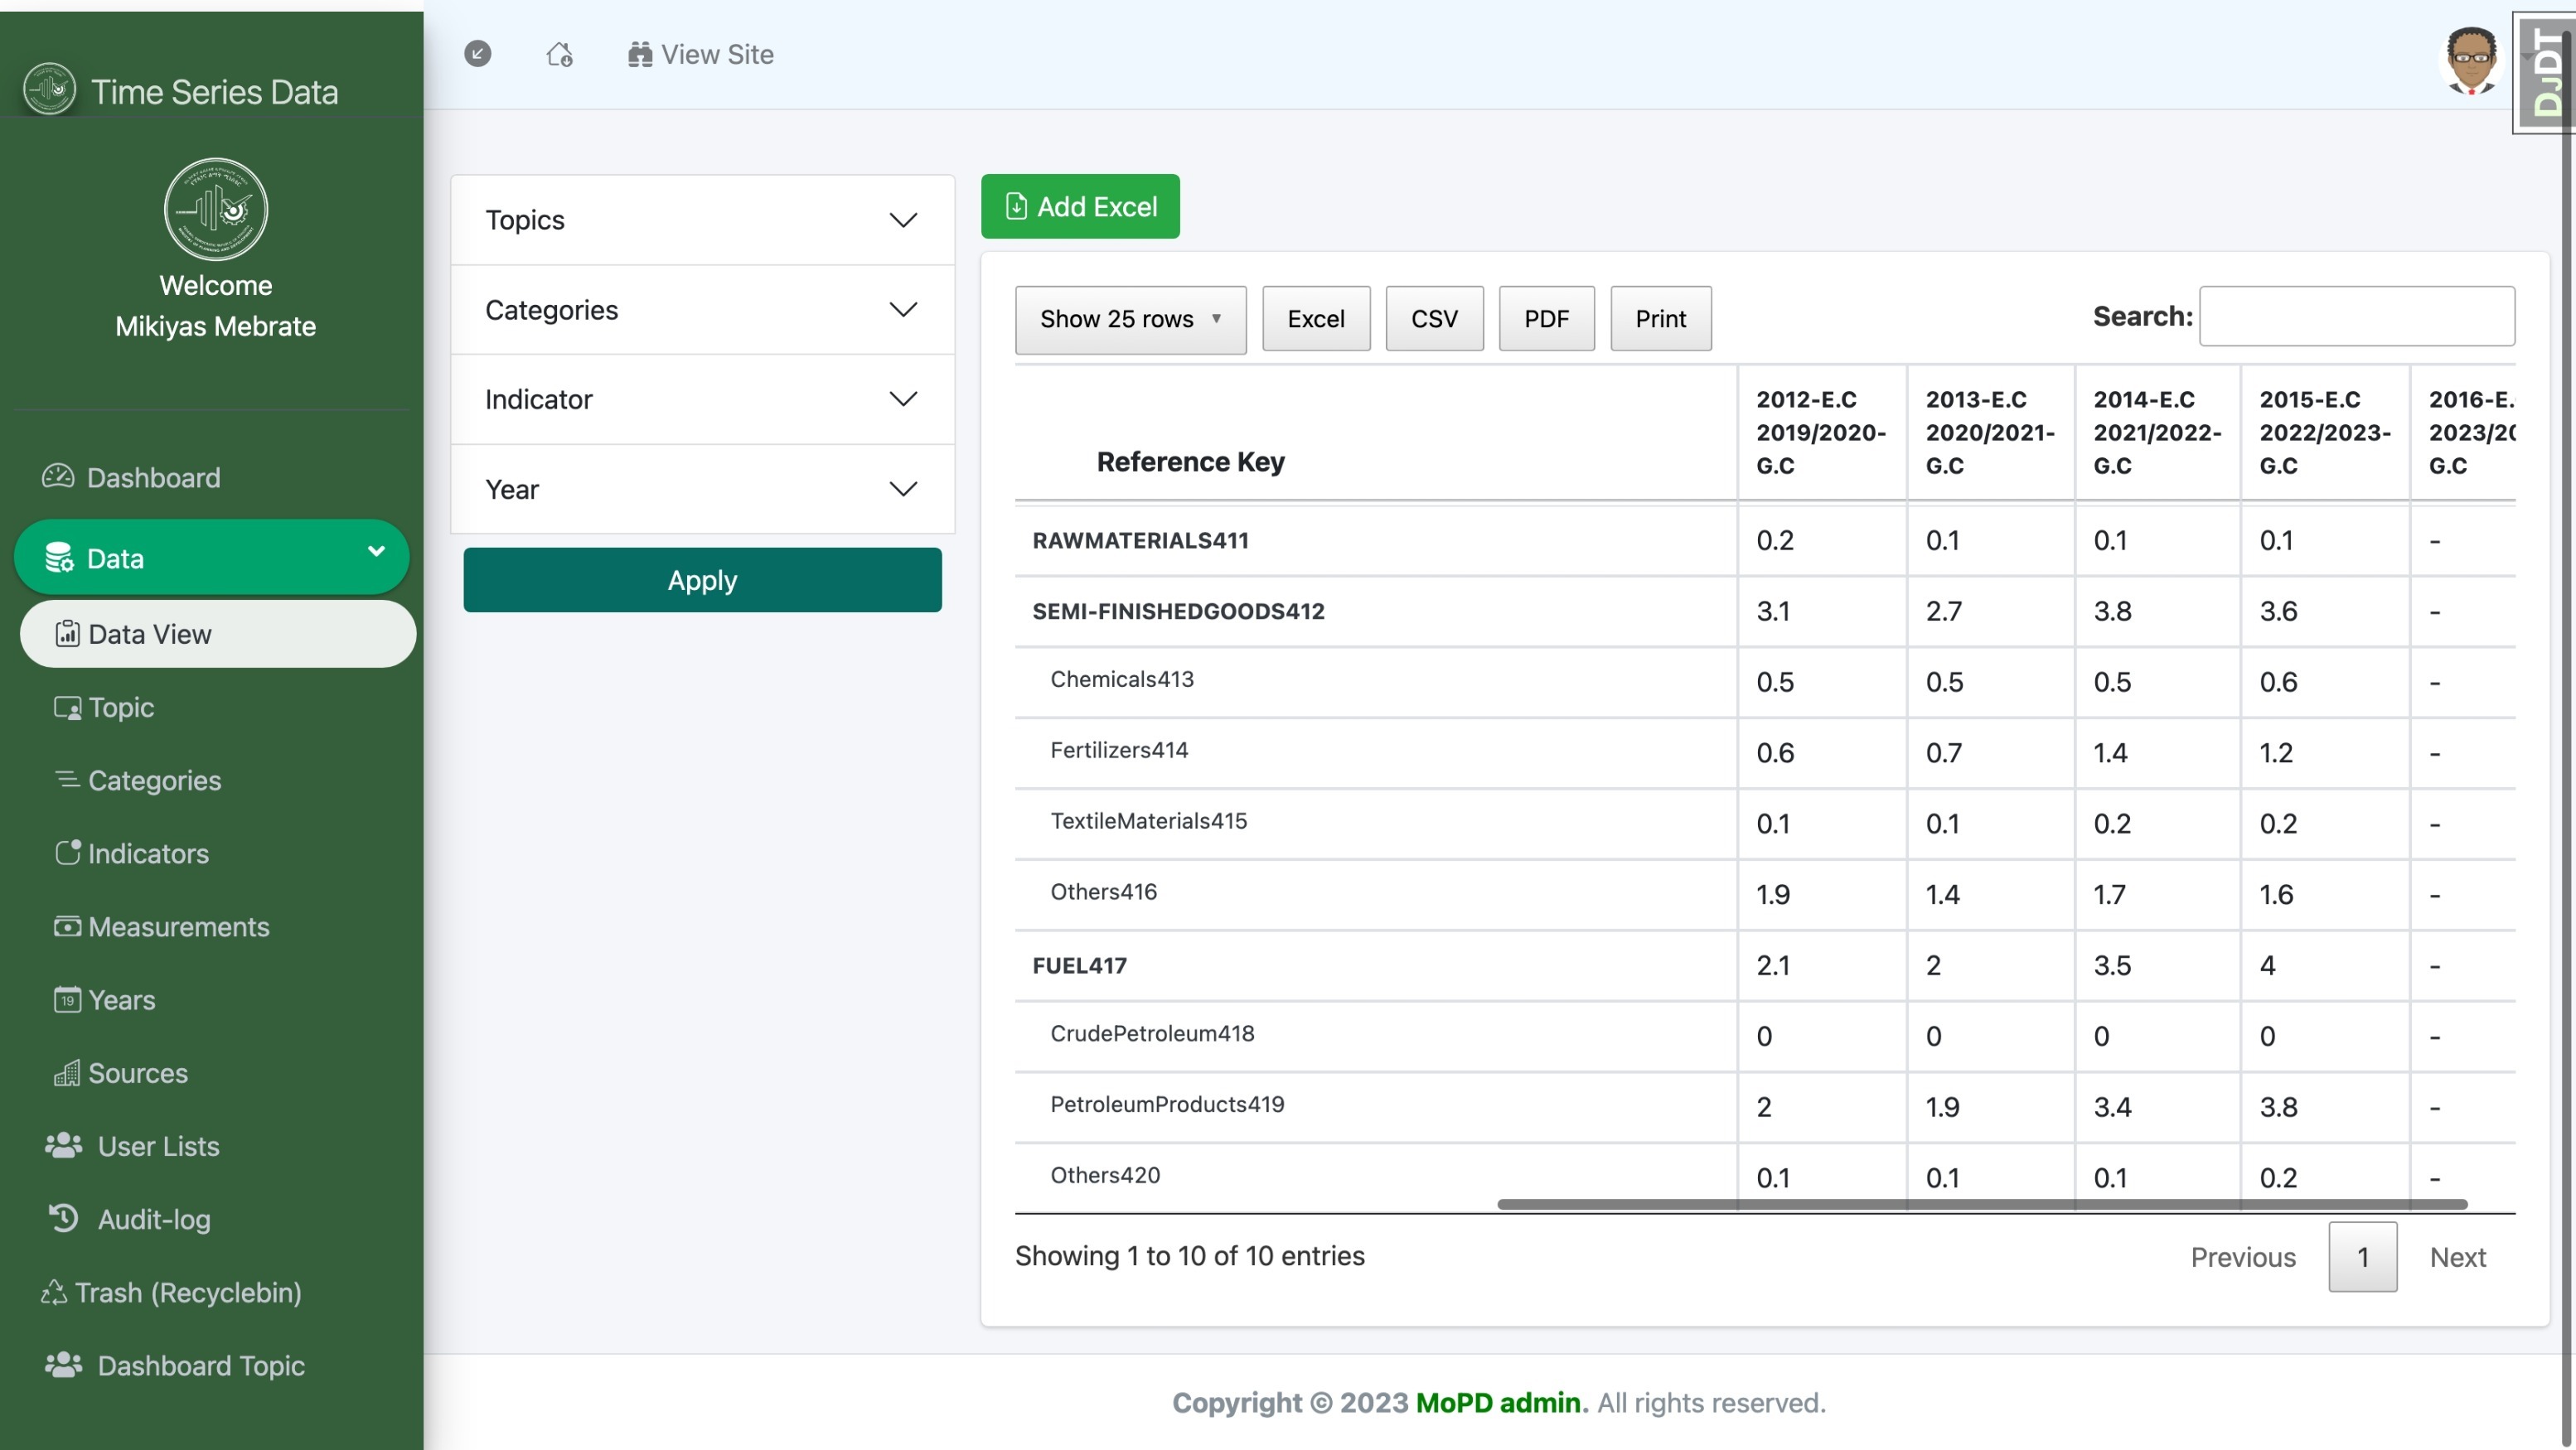 Time Series Data
Welcome
Mikiyas Mebrate
Dashboard
Data
Data View
Topic
Categories
Indicators
Measurements
19 Years
Sources
User Lists
Audit-log
Trash (Recyclebin)
Dashboard Topic
View Site
DJDT
Topics
Categories
Indicator
Year
Apply
Add Excel
Show 25 rows ▼ Excel CSV PDF Print Search:
Reference Key
2012-E.C 2013-E.C 2014-E.C 2015-E.C 2016-E.
2019/2020- 2020/2021- 2021/2022- 2022/2023- 2023/20
G.C G.C G.C G.C G.C
RAWMATERIALS411 0.2 0.1 0.1 0.1 -
SEMI-FINISHEDGOODS412 3.1 2.7 3.8 3.6 -
Chemicals413 0.5 0.5 0.5 0.6 -
Fertilizers414 0.6 0.7 1.4 1.2 -
TextileMaterials415 0.1 0.1 0.2 0.2 -
Others416 1.9 1.4 1.7 1.6 -
FUEL417 2.1 2 3.5 4 -
CrudePetroleum418 0 0 0 0 -
PetroleumProducts419 2 1.9 3.4 3.8 -
Others420 0.1 0.1 0.1 0.2 -
Showing 1 to 10 of 10 entries
Previous 1 Next
Copyright © 2023 MoPD admin. All rights reserved.